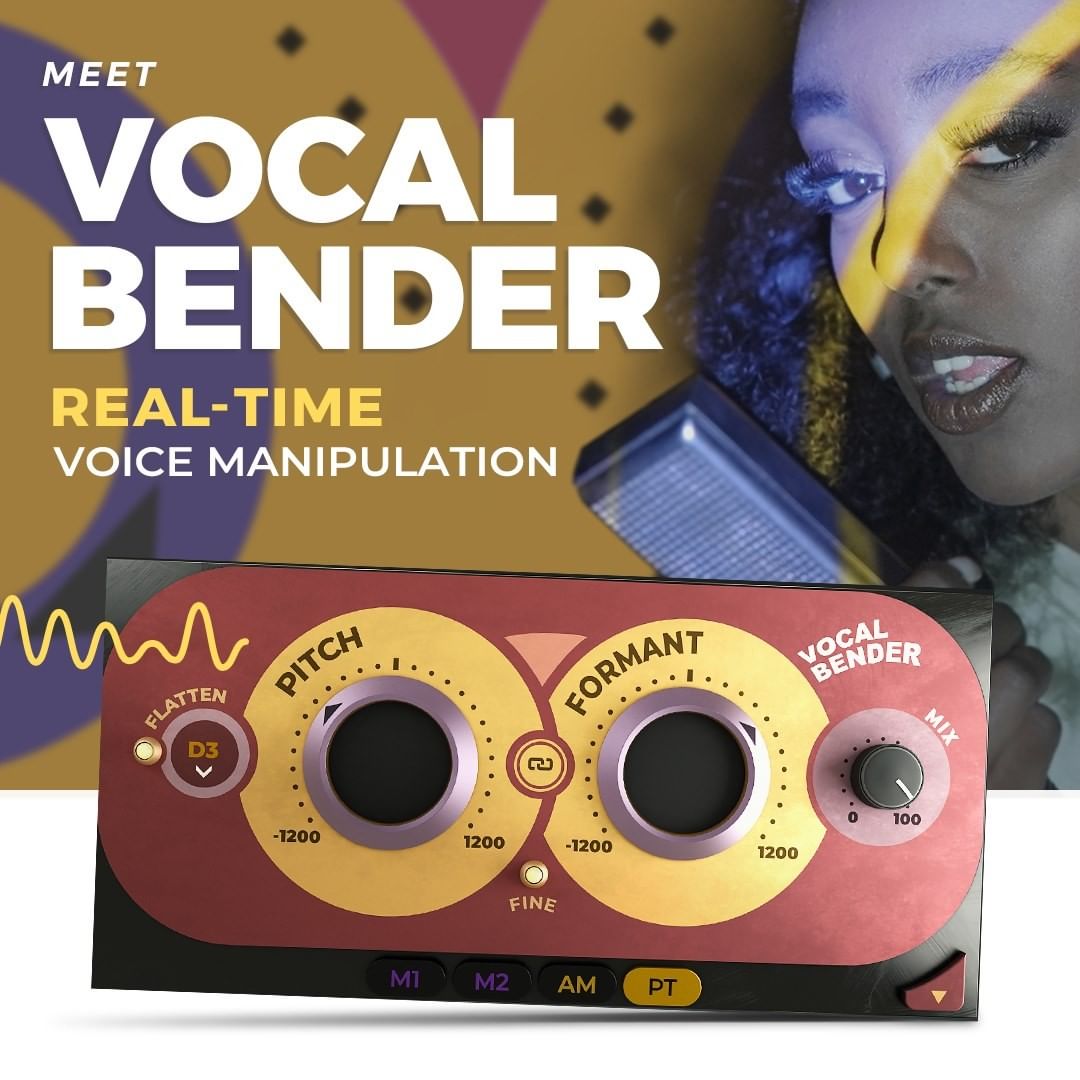 MEET
VOCAL
BENDER
REAL-TIME
VOICE MANIPULATION
PITCH
FORMANT
VOCAL
BENDER
FLATTEN
D3
MIX
0
100
-1200
1200
-1200
1200
FINE
M1
M2
AM
PT